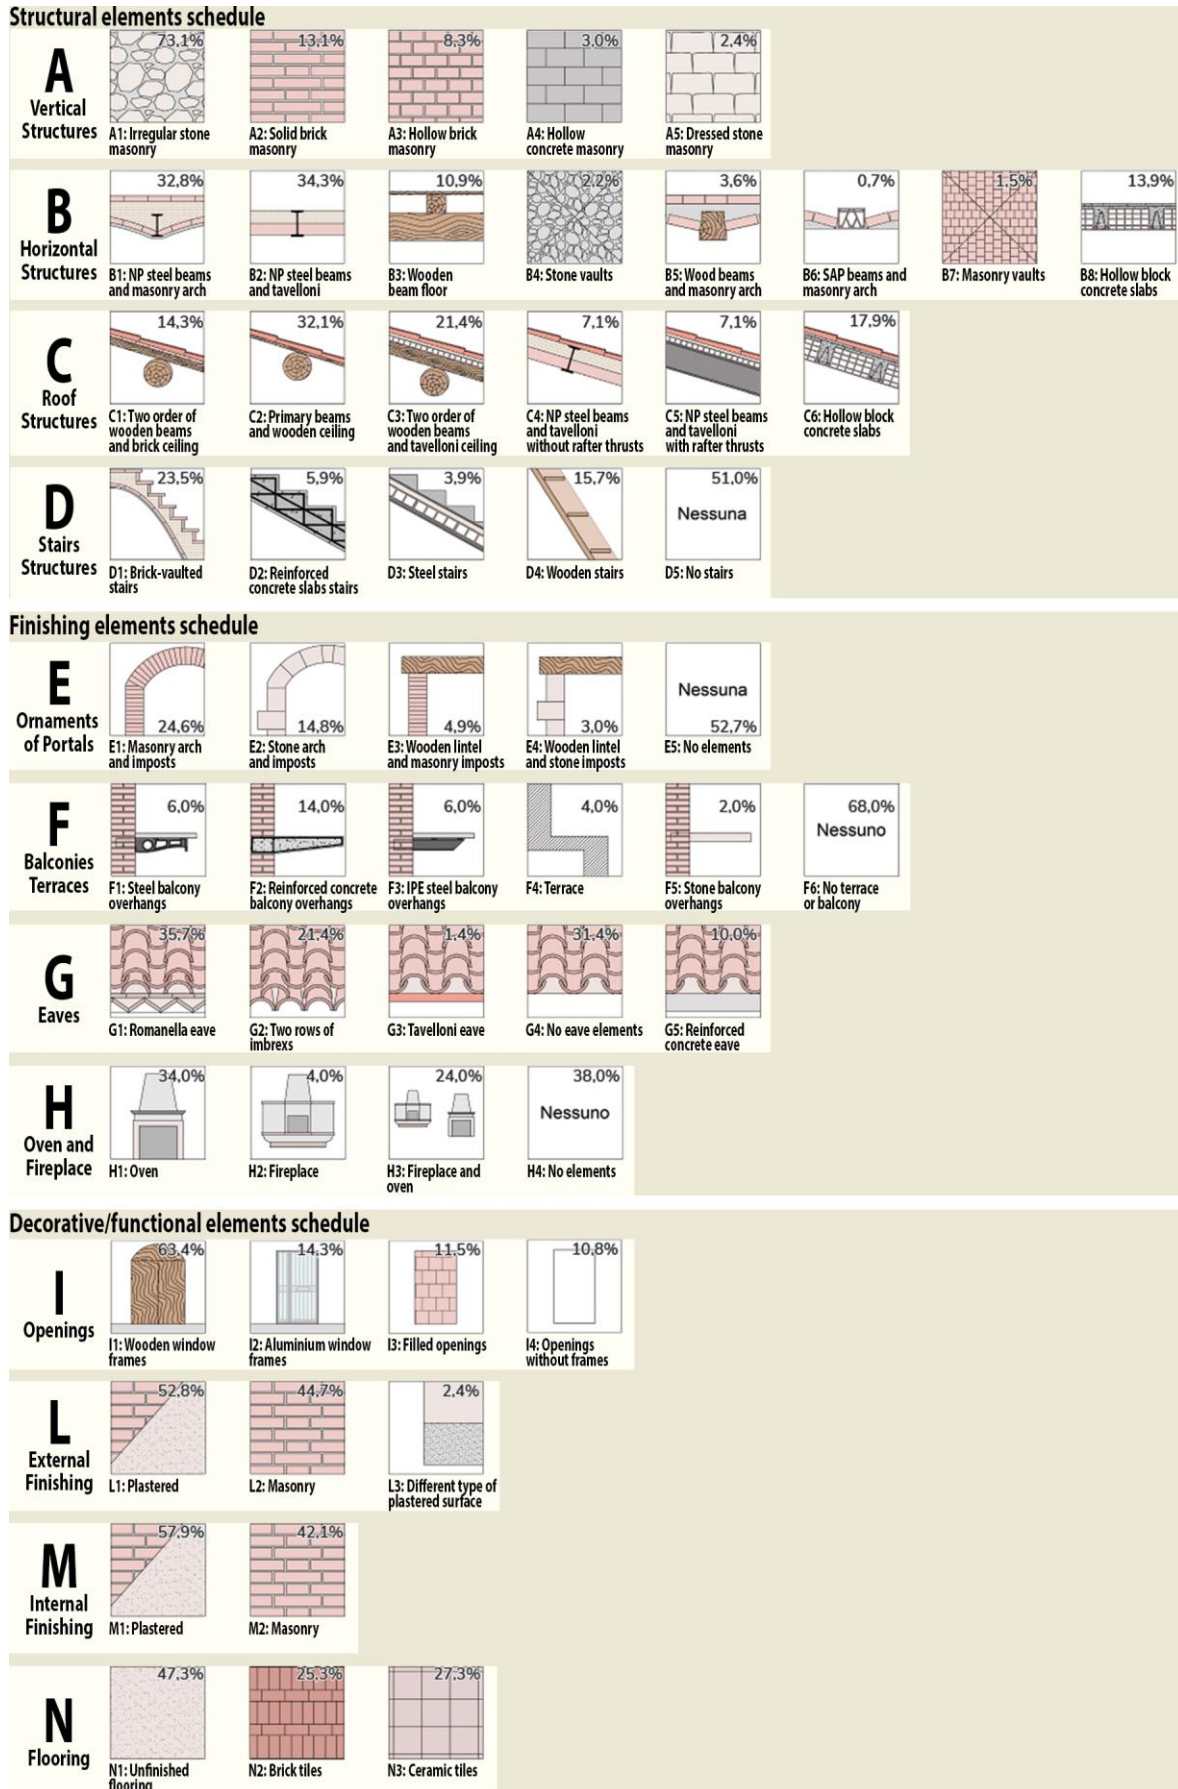 Structural elements schedule
A
Vertical
Structures
73,1%
A1: Irregular stone
masonry
13,1%
A2: Solid brick
masonry
8,3%
A3: Hollow brick
masonry
3,0%
A4: Hollow
concrete masonry
2,4%
A5: Dressed stone
masonry
B
Horizontal
Structures
32,8%
B1: NP steel beams
and masonry arch
34,3%
B2: NP steel beams
and tavelloni
10,9%
B3: Wooden
beam floor
2,2%
B4: Stone vaults
3,6%
B5: Wood beams
and masonry arch
0,7%
B6: SAP beams and
masonry arch
1,5%
B7: Masonry vaults
13,9%
B8: Hollow block
concrete slabs
C
Roof
Structures
14,3%
C1: Two order of
wooden beams
and brick ceiling
32,1%
C2: Primary beams
and wooden ceiling
21,4%
C3: Two order of
wooden beams
and tavelloni ceiling
7,1%
C4: NP steel beams
and tavelloni
without rafter thrusts
7,1%
C5: NP steel beams
and tavelloni
with rafter thrusts
17,9%
C6: Hollow block
concrete slabs
D
Stairs
Structures
23,5%
D1: Brick-vaulted
stairs
5,9%
D2: Reinforced
concrete slabs stairs
3,9%
D3: Steel stairs
15,7%
D4: Wooden stairs
51,0%
Nessuna
D5: No stairs
Finishing elements schedule
E
Ornaments
of Portals
24,6%
E1: Masonry arch
and imposts
14,8%
E2: Stone arch
and imposts
4,9%
E3: Wooden lintel
and masonry imposts
3,0%
E4: Wooden lintel
and stone imposts
Nessuna
52,7%
E5: No elements
F
Balconies
Terraces
6,0%
F1: Steel balcony
overhangs
14,0%
F2: Reinforced concrete
balcony overhangs
6,0%
F3: IPE steel balcony
overhangs
4,0%
F4: Terrace
2,0%
F5: Stone balcony
overhangs
68,0%
Nessuno
F6: No terrace
or balcony
G
Eaves
35,7%
G1: Romanella eave
21,4%
G2: Two rows of
imbrexs
1,4%
G3: Tavelloni eave
31,4%
G4: No eave elements
10,0%
G5: Reinforced
concrete eave
H
Oven and
Fireplace
34,0%
H1: Oven
4,0%
H2: Fireplace
24,0%
H3: Fireplace and
oven
38,0%
Nessuno
H4: No elements
Decorative/functional elements schedule
I
Openings
63,4%
I1: Wooden window
frames
14,3%
I2: Aluminium window
frames
11,5%
I3: Filled openings
10,8%
I4: Openings
without frames
L
External
Finishing
52,8%
L1: Plastered
44,7%
L2: Masonry
2,4%
L3: Different type of
plastered surface
M
Internal
Finishing
57,9%
M1: Plastered
42,1%
M2: Masonry
N
Flooring
47,3%
N1: Unfinished
flooring
25,3%
N2: Brick tiles
27,3%
N3: Ceramic tiles